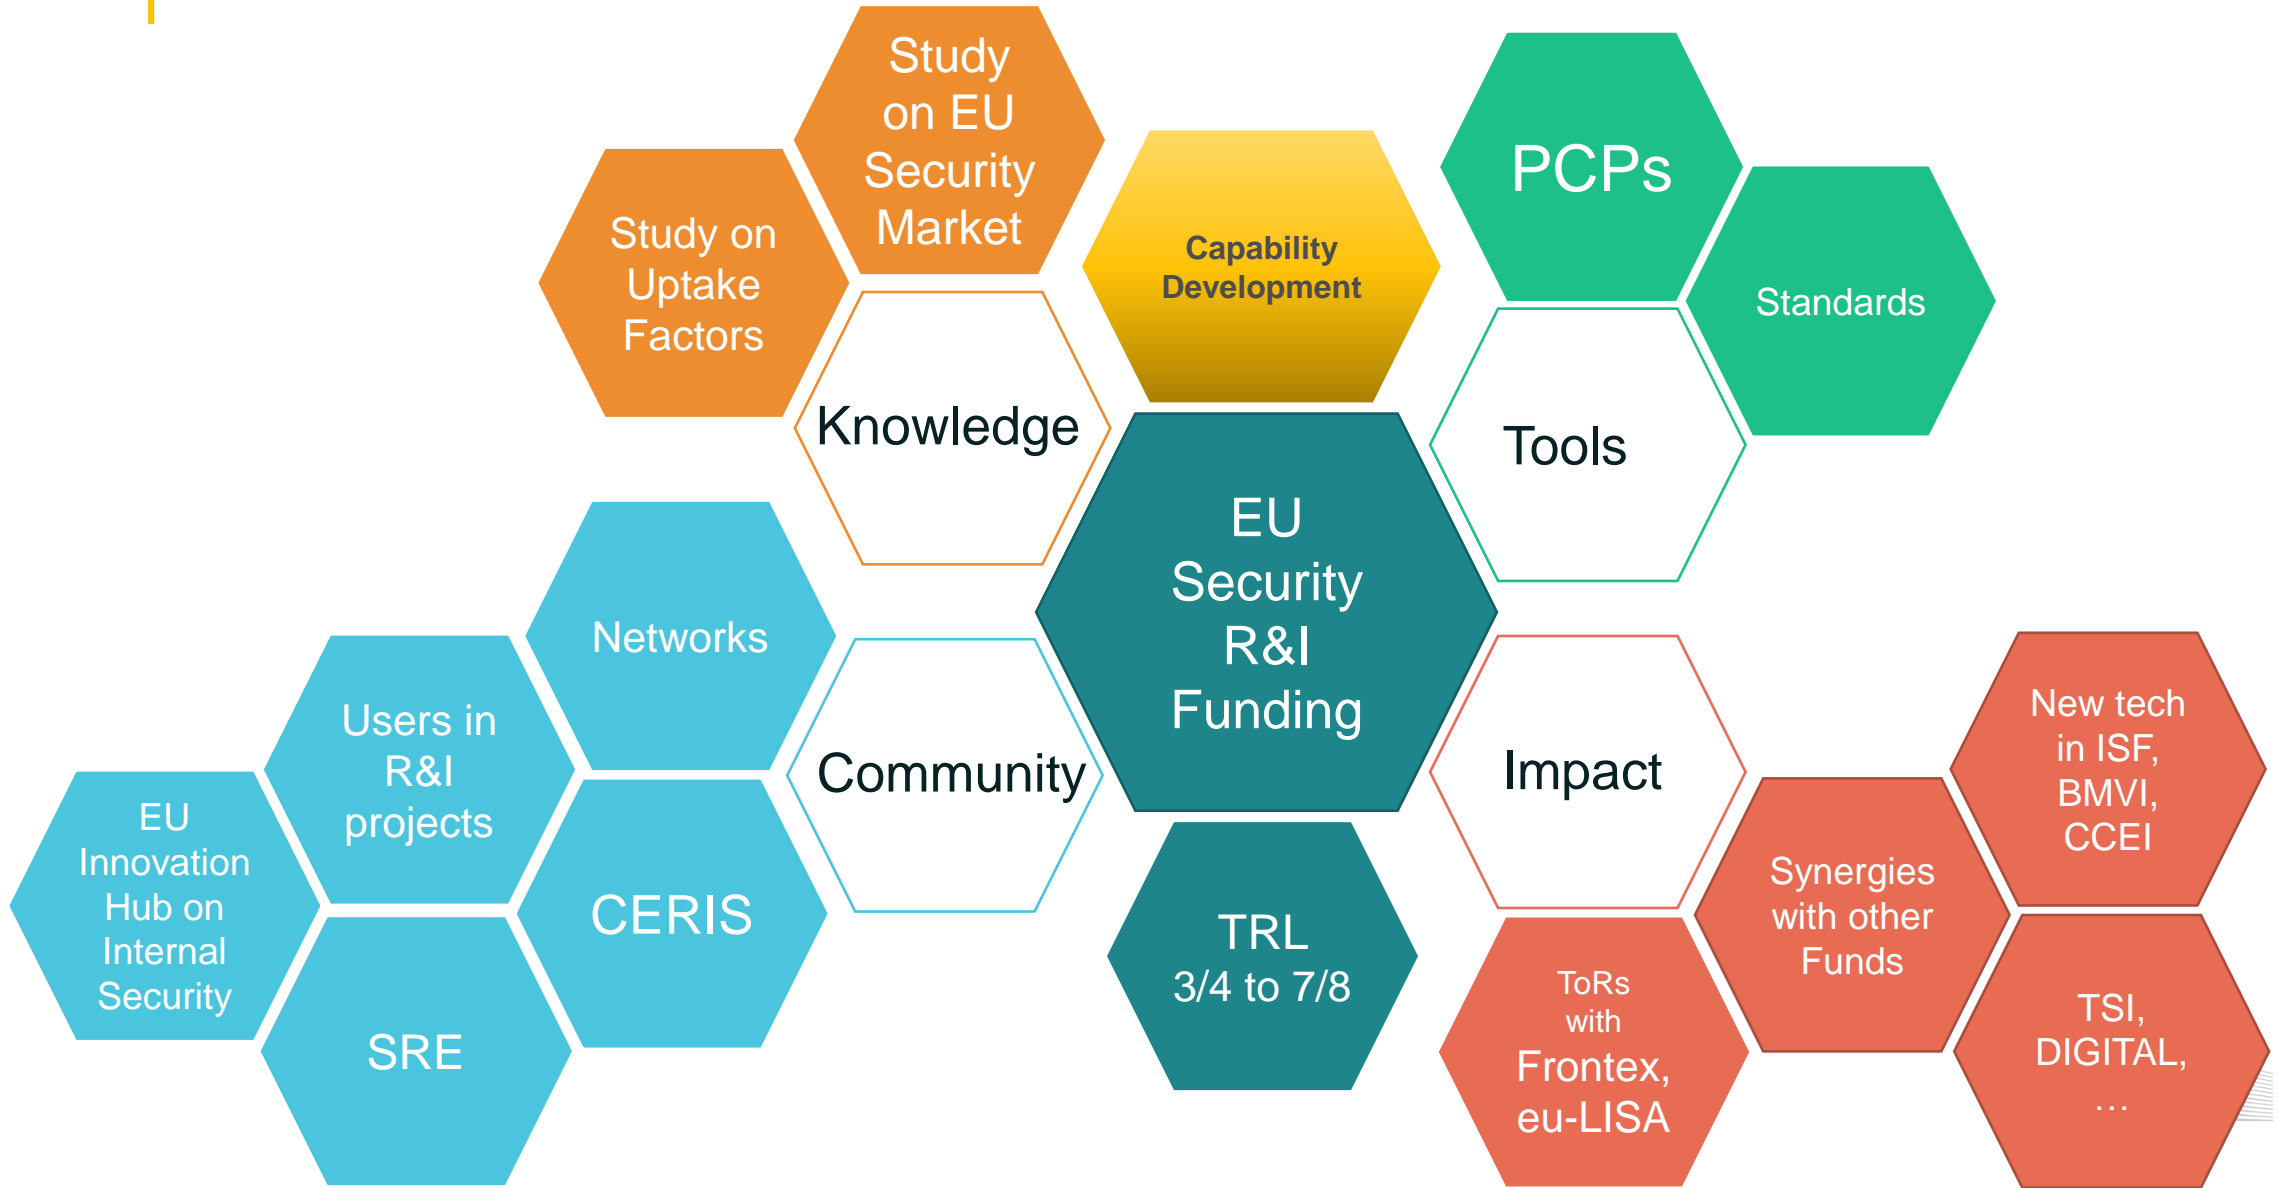 Study
on EU
Security
Market
Study on
Uptake
Factors
Knowledge
Capability
Development
PCPs
Standards
Tools
EU
Security
R&I
Funding
Networks
Users in
R&I
projects
EU
Innovation
Hub on
Internal
Security
CERIS
SRE
Community
TRL
3/4 to 7/8
Impact
New tech
in ISF,
BMVI,
CCEI
Synergies
with other
Funds
ToRs
with
Frontex,
eu-LISA
TSI,
DIGITAL,
…